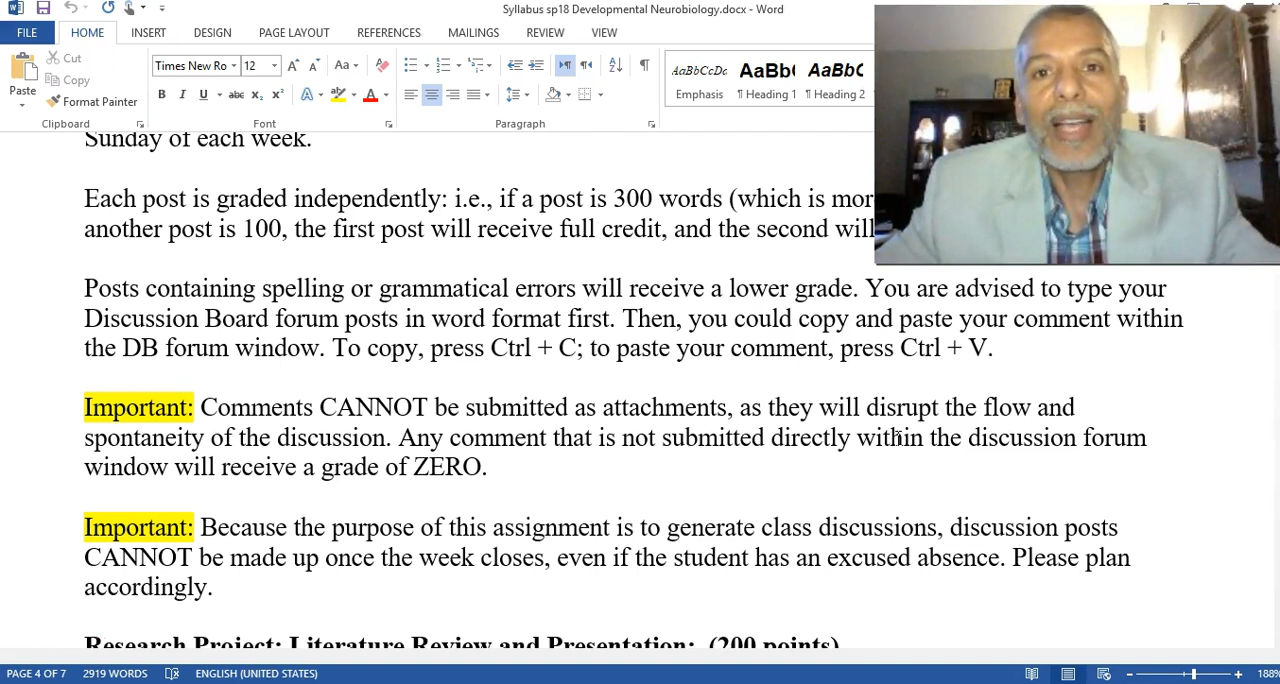 Syllabus sp18 Developmental Neurobiology.docx - Word
FILE HOME INSERT DESIGN PAGE LAYOUT REFERENCES MAILINGS REVIEW VIEW
Cut
Copy
Paste
Format Painter
Times New Ro 12
Aa
B I U abc X₂ X²
AaBbCcDc AaBb( AaBbC
Emphasis ¶ Heading 1 ¶ Heading 2
Clipboard Font Paragraph
Sunday of each week.
Each post is graded independently: i.e., if a post is 300 words (which is mor
another post is 100, the first post will receive full credit, and the second will
Posts containing spelling or grammatical errors will receive a lower grade. You are advised to type your
Discussion Board forum posts in word format first. Then, you could copy and paste your comment within
the DB forum window. To copy, press Ctrl + C; to paste your comment, press Ctrl + V.
Important: Comments CANNOT be submitted as attachments, as they will disrupt the flow and
spontaneity of the discussion. Any comment that is not submitted directly within the discussion forum
window will receive a grade of ZERO.
Important: Because the purpose of this assignment is to generate class discussions, discussion posts
CANNOT be made up once the week closes, even if the student has an excused absence. Please plan
accordingly.
Research Project: Literature Review and Presentation: (200 points)
PAGE 4 OF 7 2919 WORDS ENGLISH (UNITED STATES) 188%